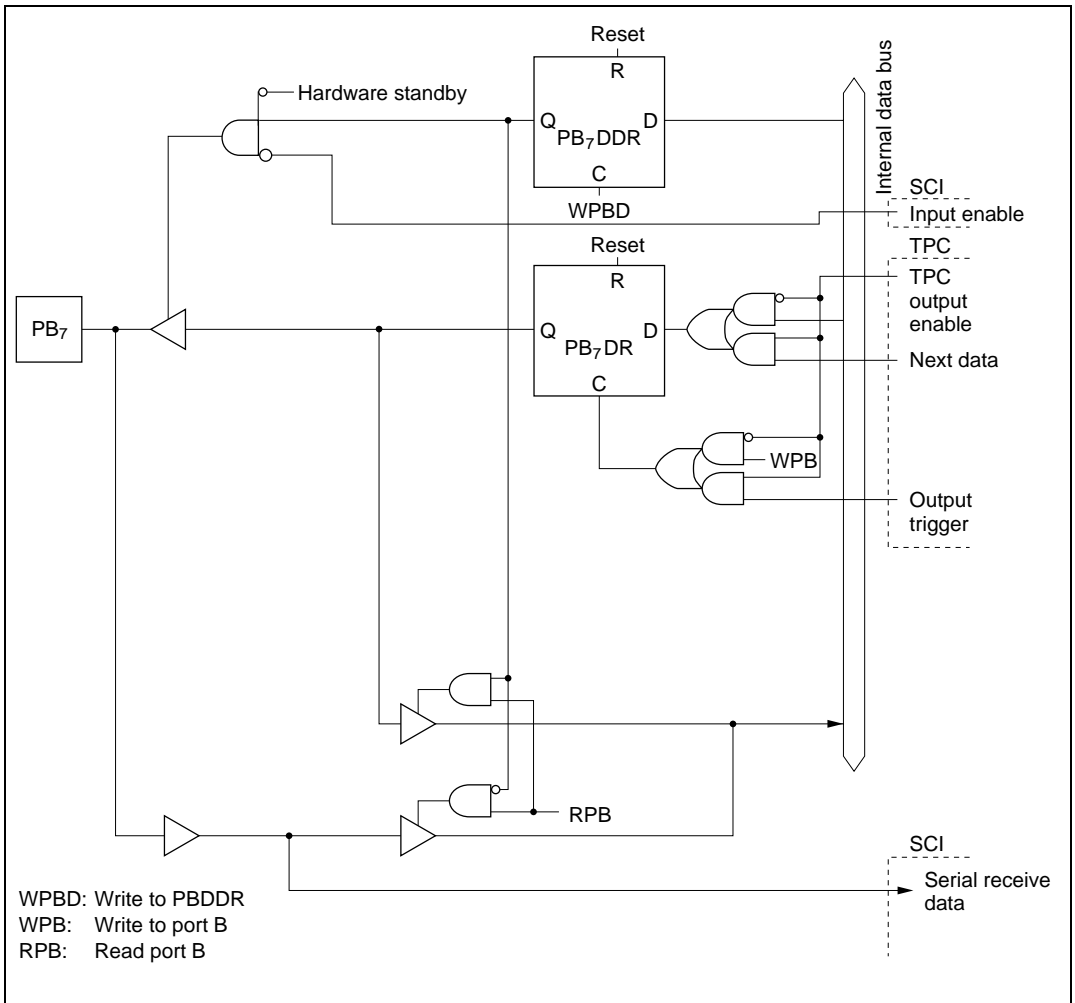 Reset
R
Hardware standby
Q
D
PB₇DDR
C
WPBD
Internal data bus
SCI
Input enable
TPC
Reset
R
TPC
output
enable
PB₇
Q
D
PB₇DR
C
Next data
WPB
Output
trigger
RPB
SCI
Serial receive
data
WPBD: Write to PBDDR
WPB: Write to port B
RPB: Read port B